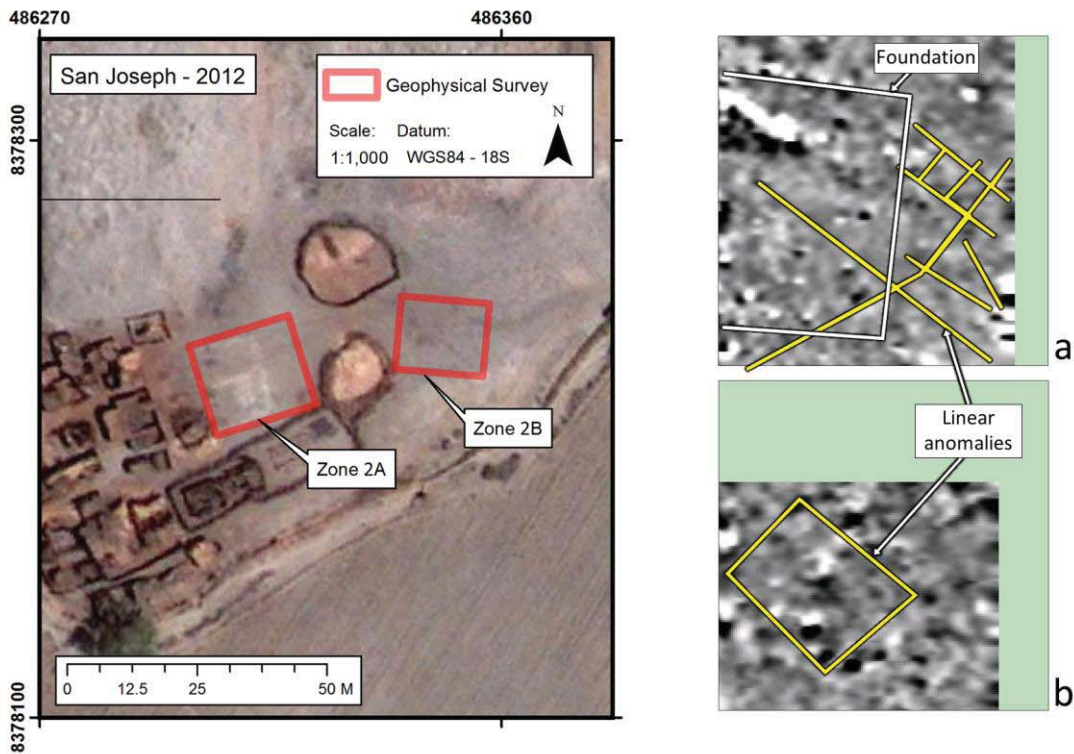 486270
486360
San Joseph - 2012
Geophysical Survey
N
Scale: Datum:
1:1,000 WGS84 - 18S
8378300
Zone 2A
Zone 2B
0 12.5 25 50 M
8378100
Foundation
a
Linear
anomalies
b